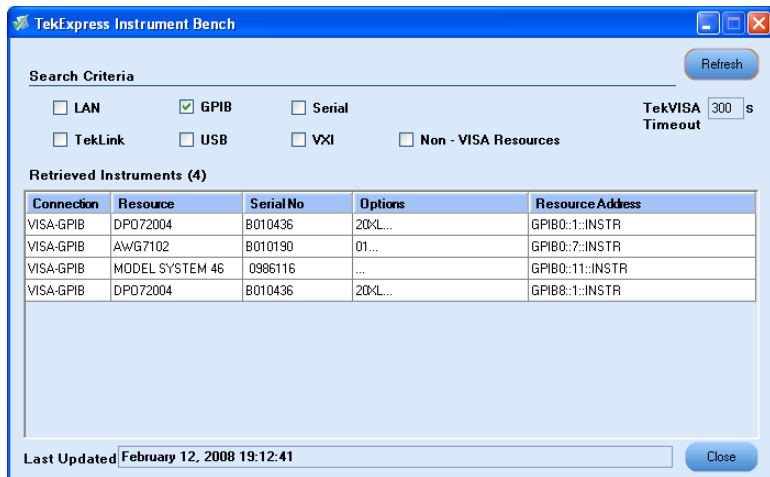 TekExpress Instrument Bench
Refresh
Search Criteria
LAN GPIB Serial TekVISA Timeout 300 s
TekLink USB VXI Non - VISA Resources
Retrieved Instruments (4)
Connection Resource Serial No Options Resource Address
VISA-GPIB DPO72004 B010436 20XL... GPIB0::1::INSTR
VISA-GPIB AWG7102 B010190 01... GPIB0::7::INSTR
VISA-GPIB MODEL SYSTEM 46 0986116 ... GPIB0::11::INSTR
VISA-GPIB DPO72004 B010436 20XL... GPIB8::1::INSTR
Last Updated February 12, 2008 19:12:41 Close